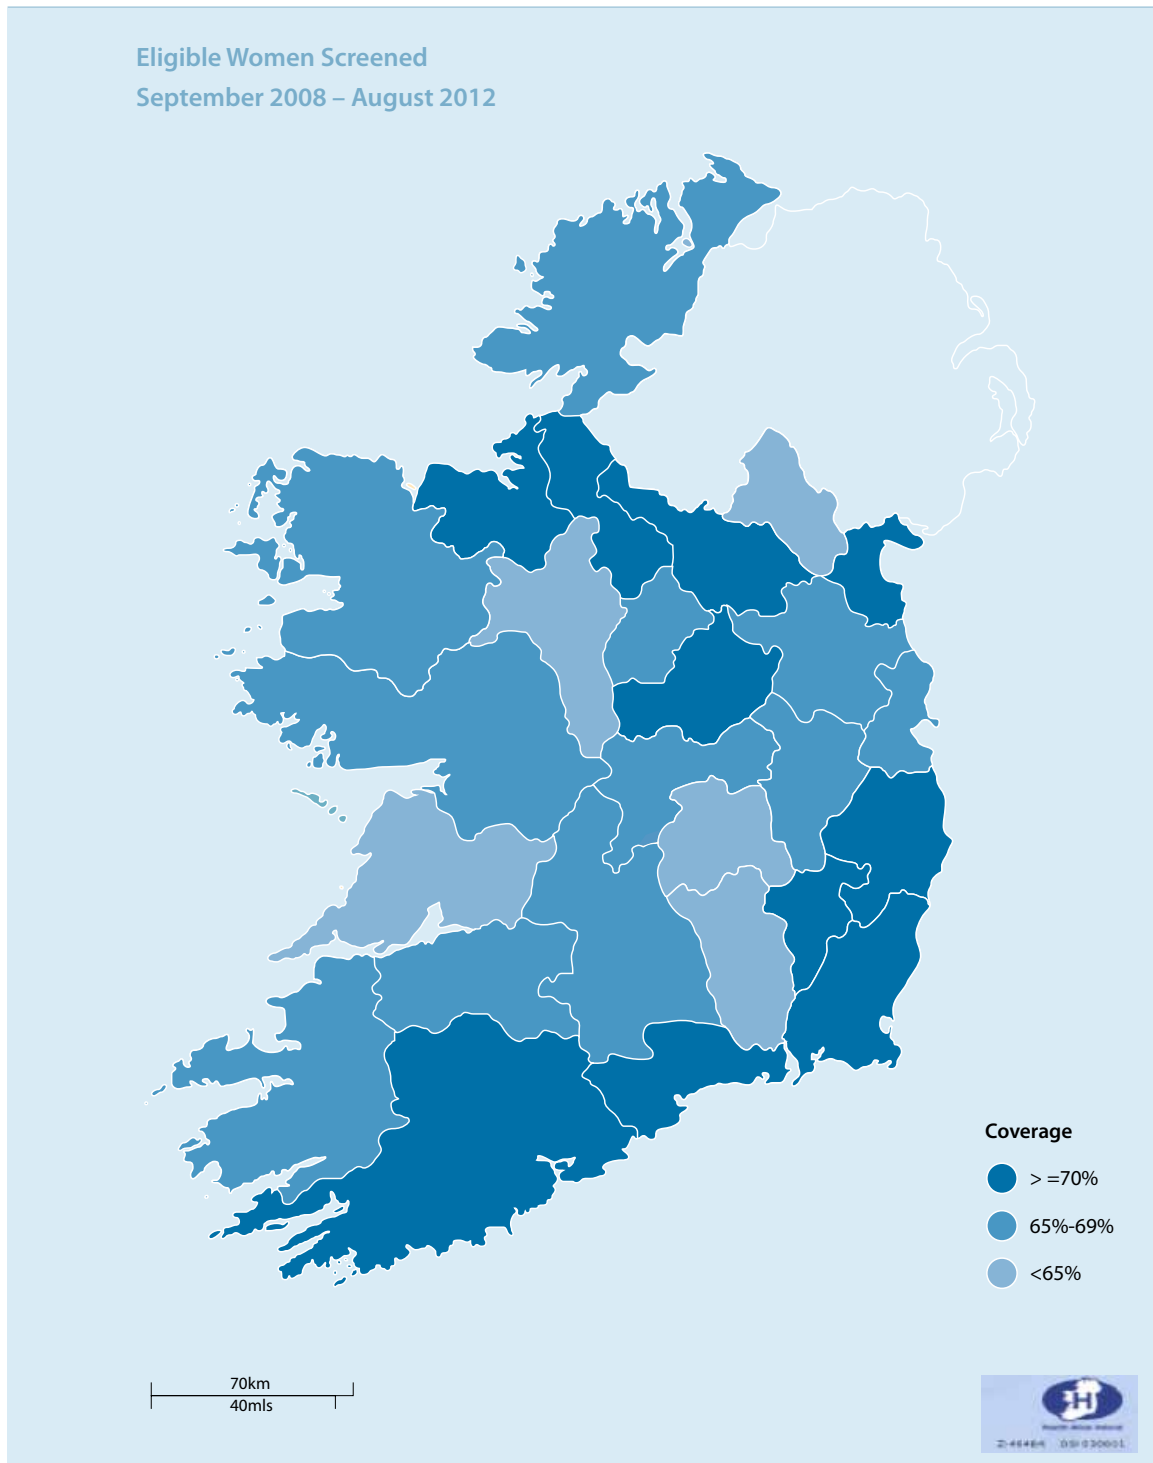 Eligible Women Screened
September 2008 – August 2012
Coverage
> =70%
65%-69%
<65%
70km
40mls
H